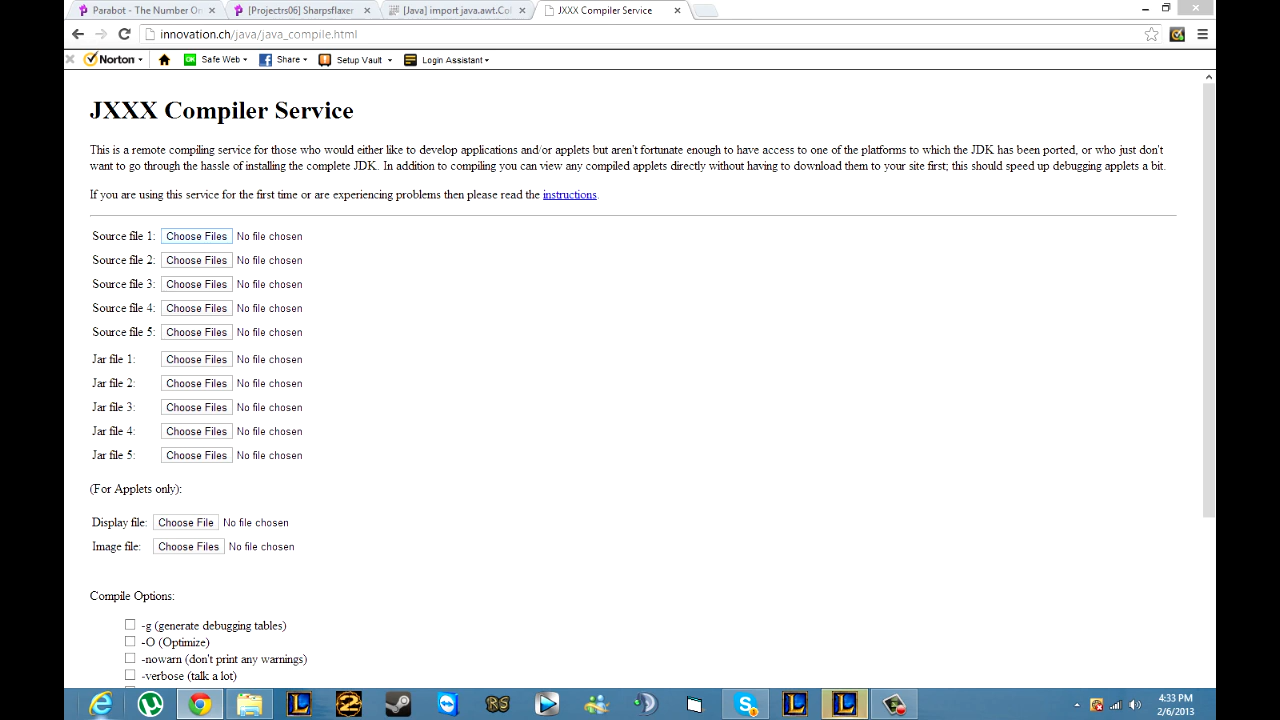 Parabot - The Number On
[Projectrs06] Sharpsflaxer
[Java] import java.awt.Col
JXXX Compiler Service
innovation.ch/java/java_compile.html
Norton
OK Safe Web
Share
Setup Vault
Login Assistant
JXXX Compiler Service
This is a remote compiling service for those who would either like to develop applications and/or applets but aren't fortunate enough to have access to one of the platforms to which the JDK has been ported, or who just don't
want to go through the hassle of installing the complete JDK. In addition to compiling you can view any compiled applets directly without having to download them to your site first; this should speed up debugging applets a bit.
If you are using this service for the first time or are experiencing problems then please read the instructions.
Source file 1: Choose Files No file chosen
Source file 2: Choose Files No file chosen
Source file 3: Choose Files No file chosen
Source file 4: Choose Files No file chosen
Source file 5: Choose Files No file chosen
Jar file 1: Choose Files No file chosen
Jar file 2: Choose Files No file chosen
Jar file 3: Choose Files No file chosen
Jar file 4: Choose Files No file chosen
Jar file 5: Choose Files No file chosen
(For Applets only):
Display file: Choose File No file chosen
Image file: Choose Files No file chosen
Compile Options:
-g (generate debugging tables)
-O (Optimize)
-nowarn (don't print any warnings)
-verbose (talk a lot)
RS
4:33 PM
2/6/2013